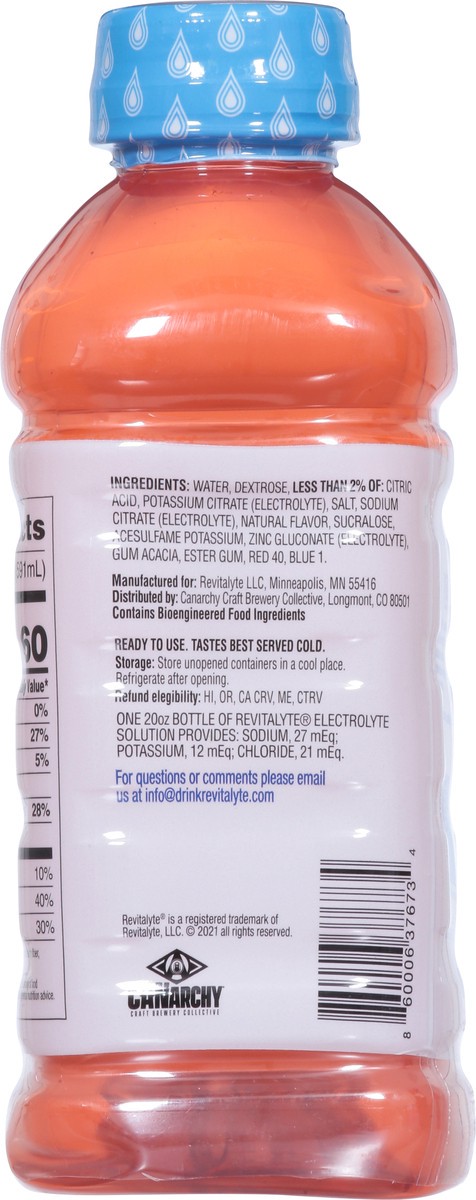 cts
591mL)
60
y Value*
0%
27%
5%
28%
10%
40%
30%
INGREDIENTS: WATER, DEXTROSE, LESS THAN 2% OF: CITRIC
ACID, POTASSIUM CITRATE (ELECTROLYTE), SALT, SODIUM
CITRATE (ELECTROLYTE), NATURAL FLAVOR, SUCRALOSE,
ACESULFAME POTASSIUM, ZINC GLUCONATE (ELECTROLYTE),
GUM ACACIA, ESTER GUM, RED 40, BLUE 1.
Manufactured for: Revitalyte LLC, Minneapolis, MN 55416
Distributed by: Canarchy Craft Brewery Collective, Longmont, CO 80501
Contains Bioengineered Food Ingredients
READY TO USE. TASTES BEST SERVED COLD.
Storage: Store unopened containers in a cool place.
Refrigerate after opening.
Refund elegibility: HI, OR, CA CRV, ME, CTRV
ONE 20oz BOTTLE OF REVITALYTE® ELECTROLYTE
SOLUTION PROVIDES: SODIUM, 27 mEq;
POTASSIUM, 12 mEq; CHLORIDE, 21 mEq.
For questions or comments please email
us at info@drinkrevitalyte.com
Revitalyte® is a registered trademark of
Revitalyte, LLC. © 2021 all rights reserved.
CANARCHY
CRAFT BREWERY COLLECTIVE
8 60006 37673 4